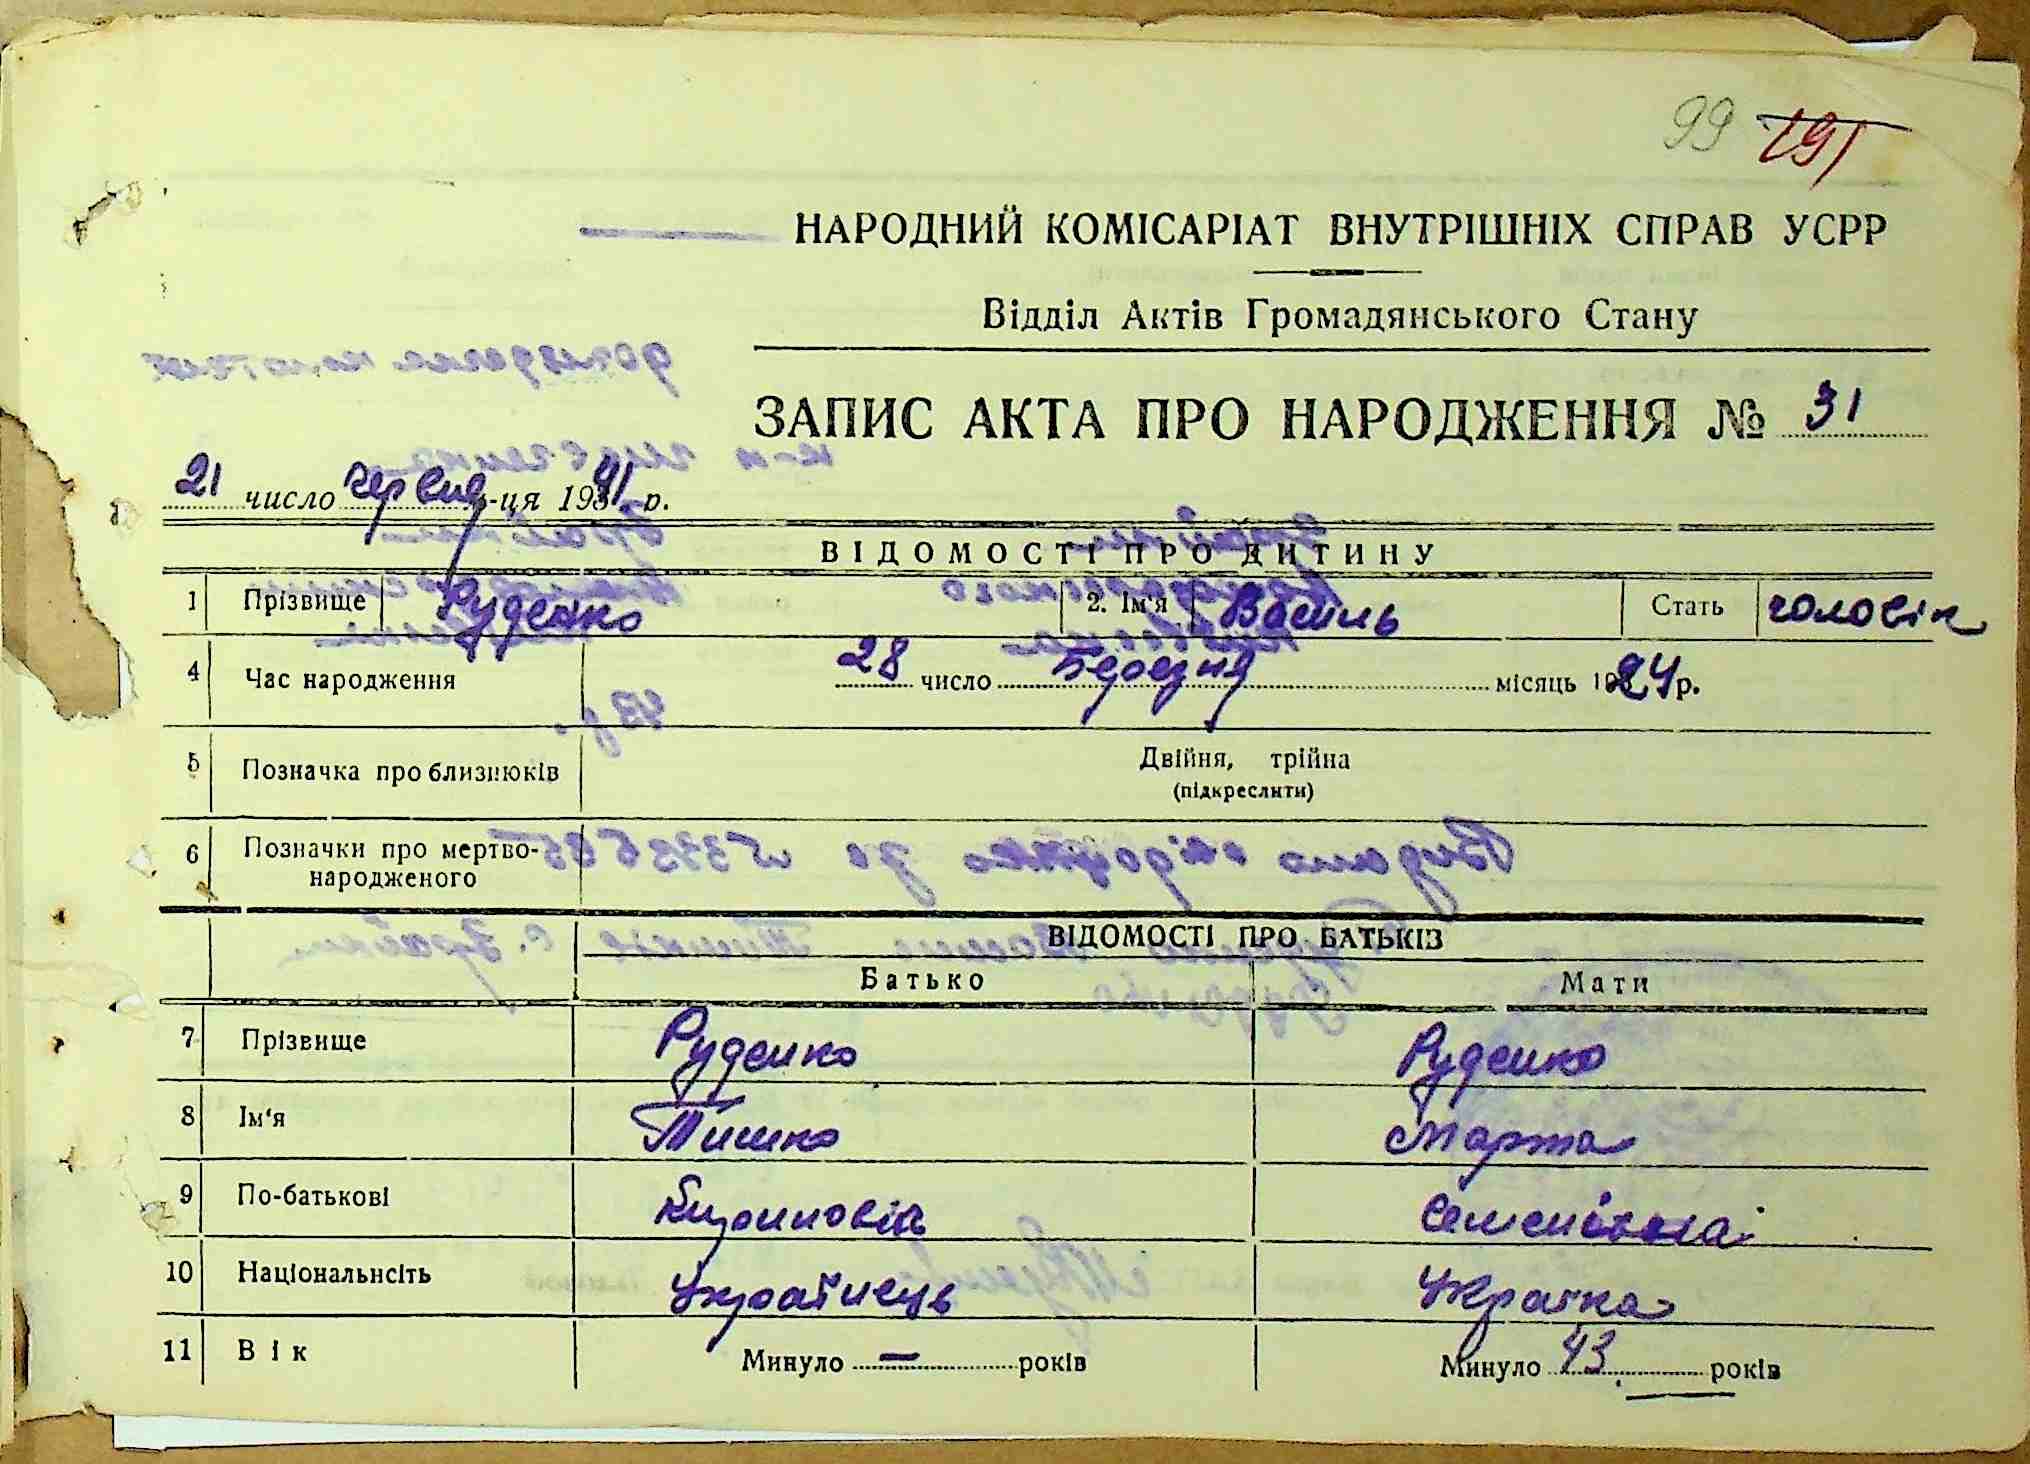 99 191
НАРОДНИЙ КОМІСАРІАТ ВНУТРІШНІХ СПРАВ УСРР
Відділ Актів Громадянського Стану
ЗАПИС АКТА ПРО НАРОДЖЕННЯ № 31
21 число червня м-ця 1941 р.
ВІДОМОСТІ ПРО ДИТИНУ
1 Прізвище Руденко 2. Ім'я Василь Стать чоловік
4 Час народження 28 число Березня місяць 1924 р.
5 Позначка про близнюків Двійня, трійна
(підкреслити)
6 Позначки про мертво-
народженого
ВІДОМОСТІ ПРО БАТЬКІВ
Батько Мати
7 Прізвище Руденко Руденко
8 Ім'я Тишко Марта
9 По-батькові Семенівна
10 Національнсіть Українець Українка
11 Вік Минуло — років Минуло 43 років